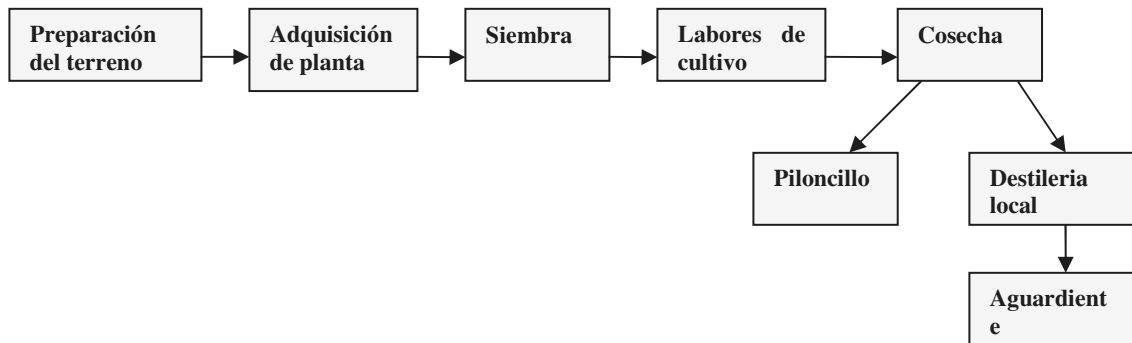 Preparación
del terreno
Adquisición
de planta
Siembra
Labores de
cultivo
Cosecha
Piloncillo
Destileria
local
Aguardient
e